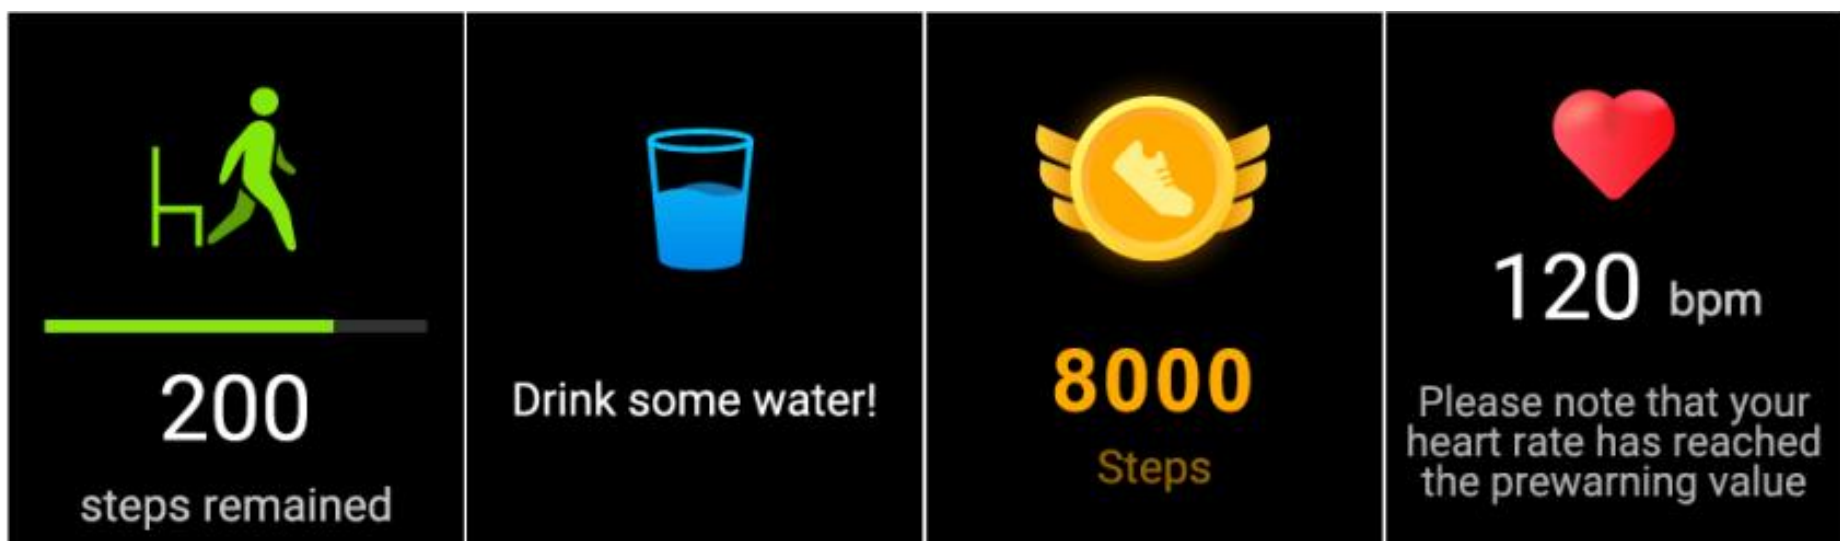 200
steps remained
Drink some water!
8000
Steps
120 bpm
Please note that your
heart rate has reached
the prewarning value